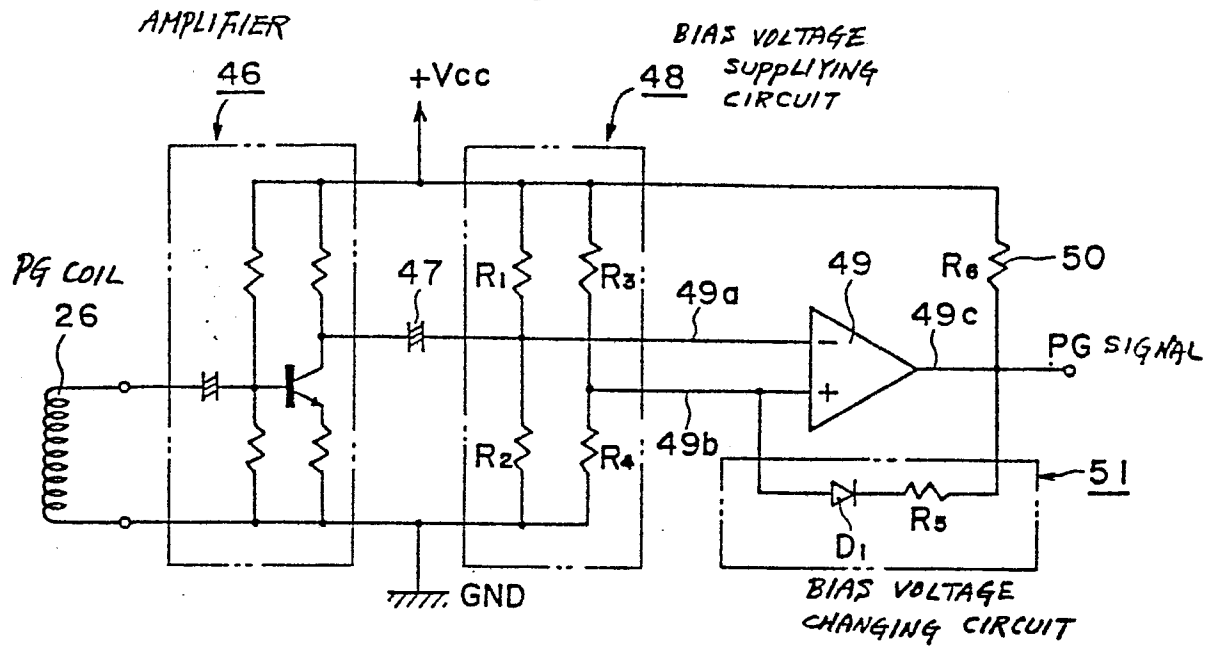 AMPLIFIER
46
+Vcc
BIAS VOLTAGE
SUPPLIYING
CIRCUIT
48
PG COIL
26
47
R1
R3
49a
49
R6
50
49c
PG SIGNAL
−
+
R2
R4
49b
51
D1
R5
GND
BIAS VOLTAGE
CHANGING CIRCUIT